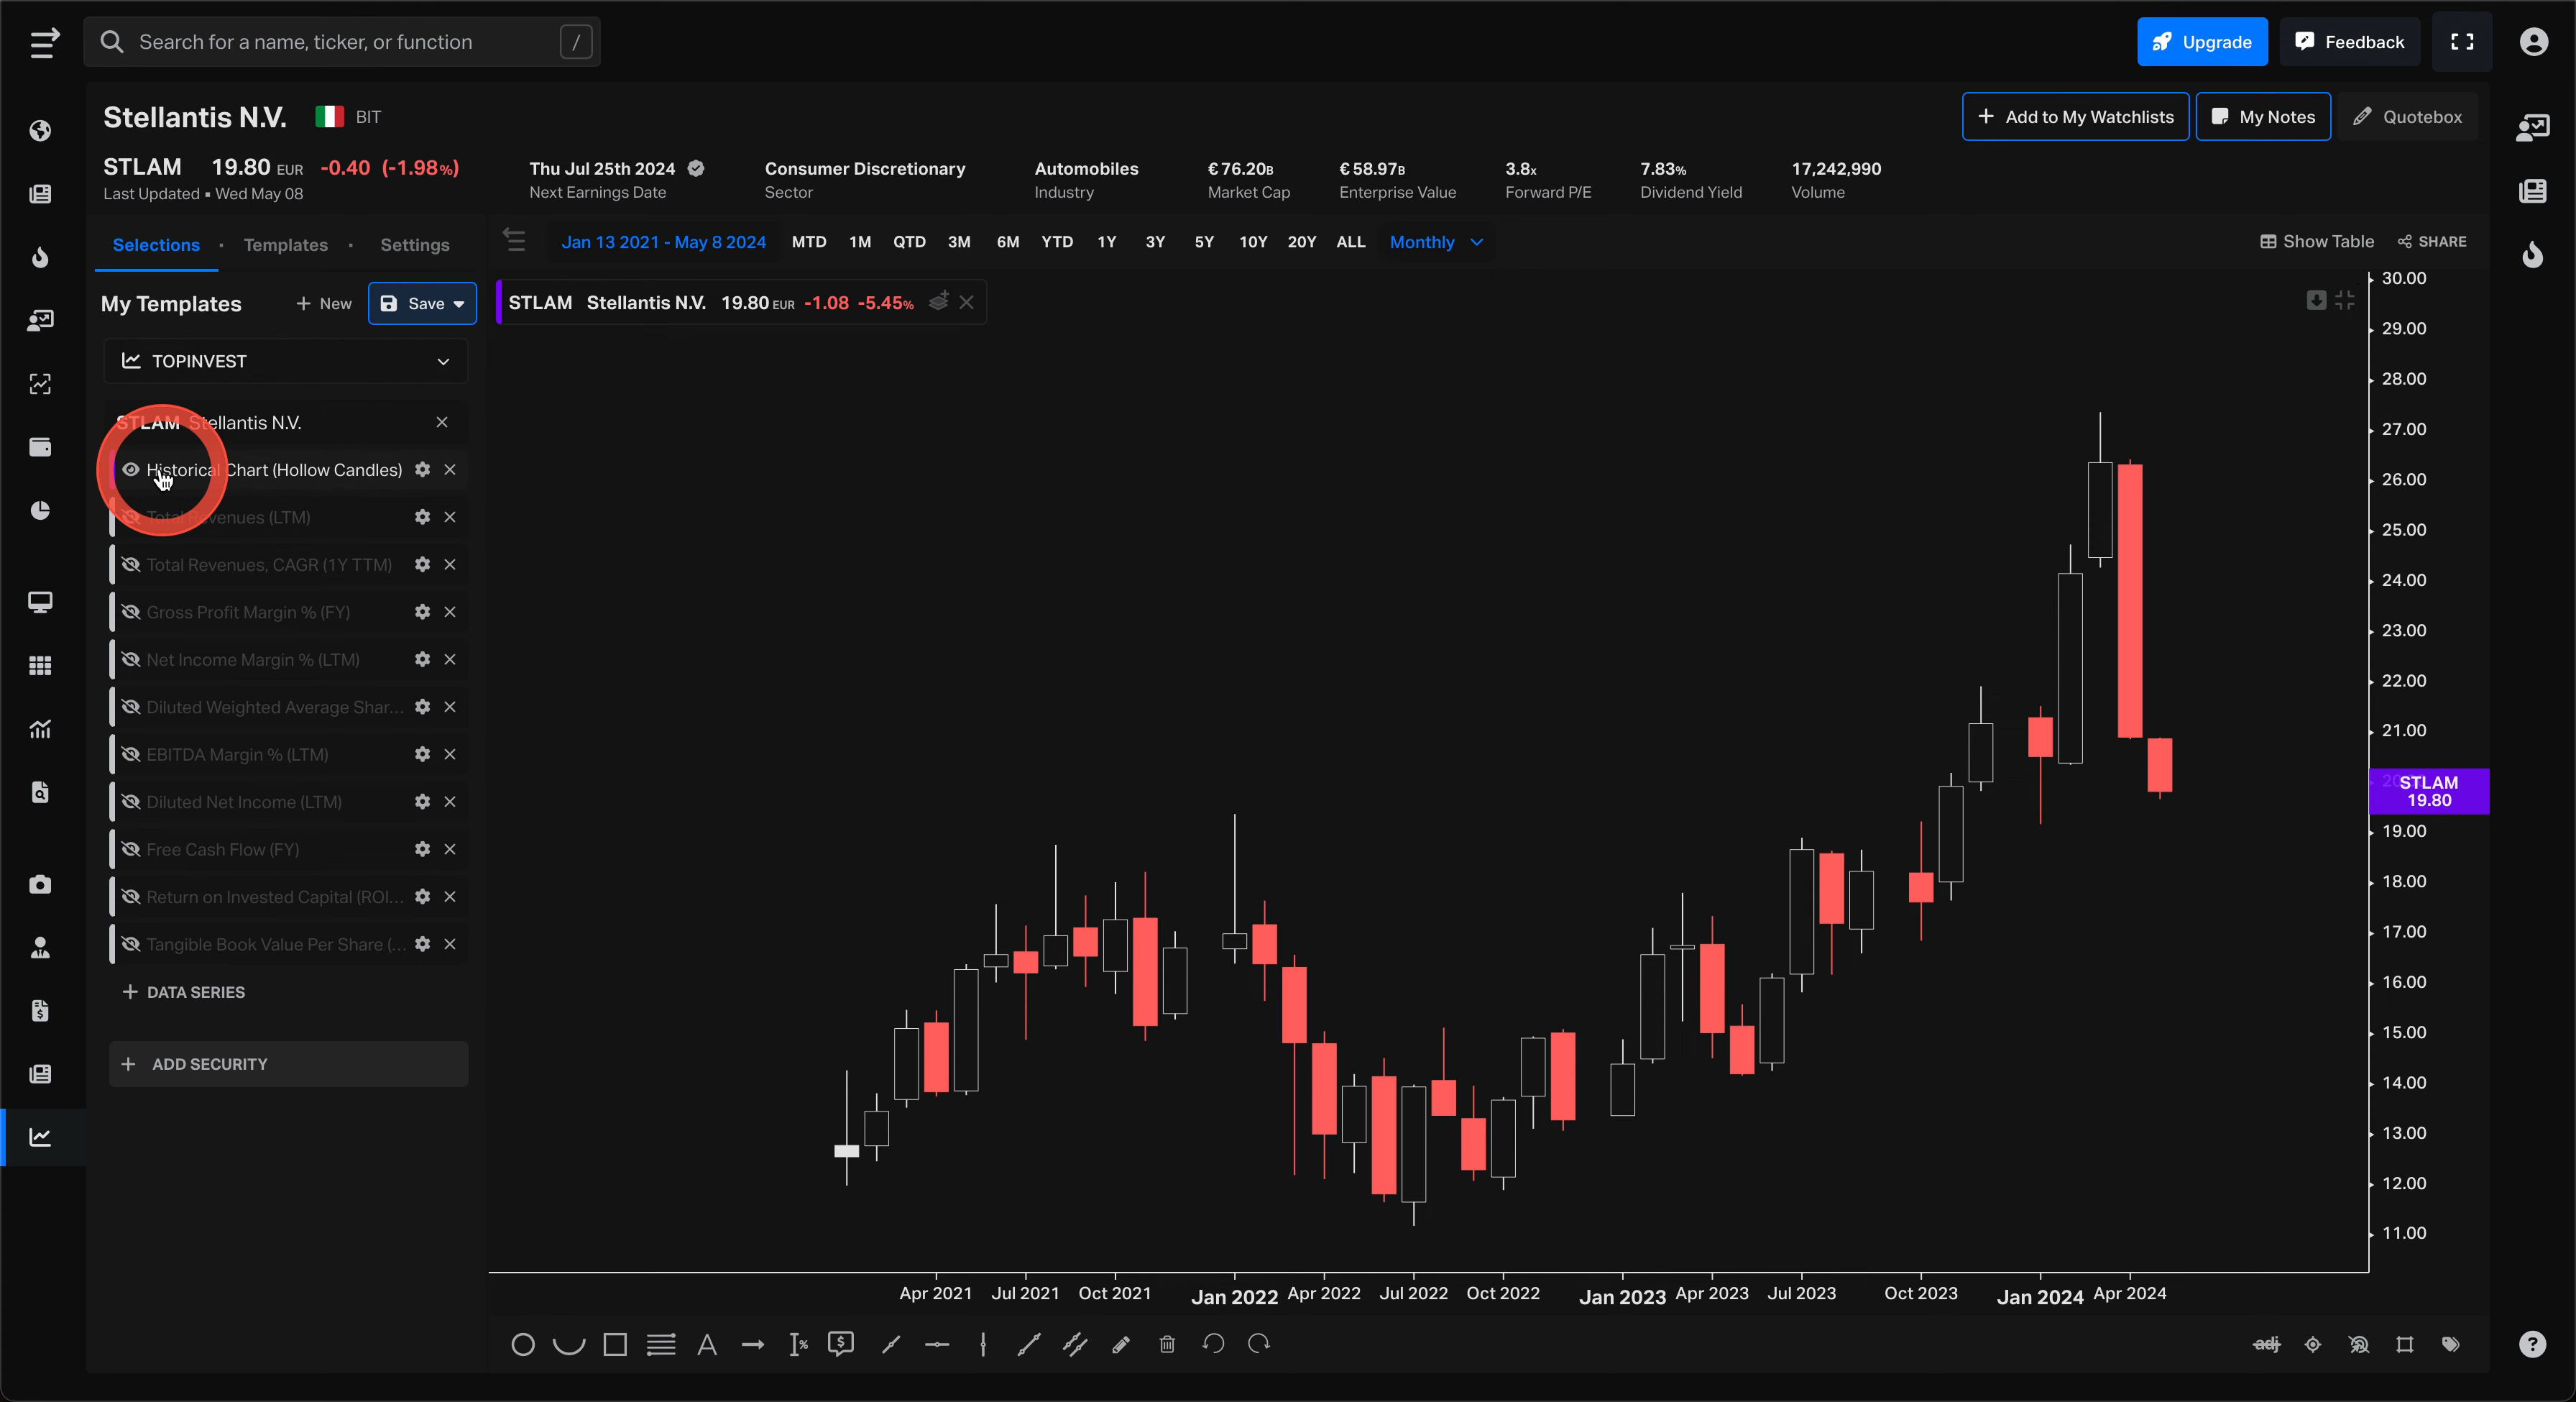 Search for a name, ticker, or function /
Upgrade
Feedback
Stellantis N.V. BIT
Add to My Watchlists
My Notes
Quotebox
STLAM 19.80 EUR -0.40 (-1.98%)
Last Updated • Wed May 08
Thu Jul 25th 2024
Next Earnings Date
Consumer Discretionary
Sector
Automobiles
Industry
€76.20B
Market Cap
€58.97B
Enterprise Value
3.8x
Forward P/E
7.83%
Dividend Yield
17,242,990
Volume
Selections • Templates • Settings
Jan 13 2021 - May 8 2024 MTD 1M QTD 3M 6M YTD 1Y 3Y 5Y 10Y 20Y ALL Monthly
Show Table SHARE
My Templates + New Save
TOPINVEST
STLAM Stellantis N.V.
Historical Chart (Hollow Candles)
Total Revenues (LTM)
Total Revenues, CAGR (1Y TTM)
Gross Profit Margin % (FY)
Net Income Margin % (LTM)
Diluted Weighted Average Shar...
EBITDA Margin % (LTM)
Diluted Net Income (LTM)
Free Cash Flow (FY)
Return on Invested Capital (ROI...
Tangible Book Value Per Share (...
+ DATA SERIES
+ ADD SECURITY
STLAM Stellantis N.V. 19.80 EUR -1.08 -5.45%
30.00
29.00
28.00
27.00
26.00
25.00
24.00
23.00
22.00
21.00
STLAM
19.80
19.00
18.00
17.00
16.00
15.00
14.00
13.00
12.00
11.00
Apr 2021 Jul 2021 Oct 2021 Jan 2022 Apr 2022 Jul 2022 Oct 2022 Jan 2023 Apr 2023 Jul 2023 Oct 2023 Jan 2024 Apr 2024
A
%
$
adj
?